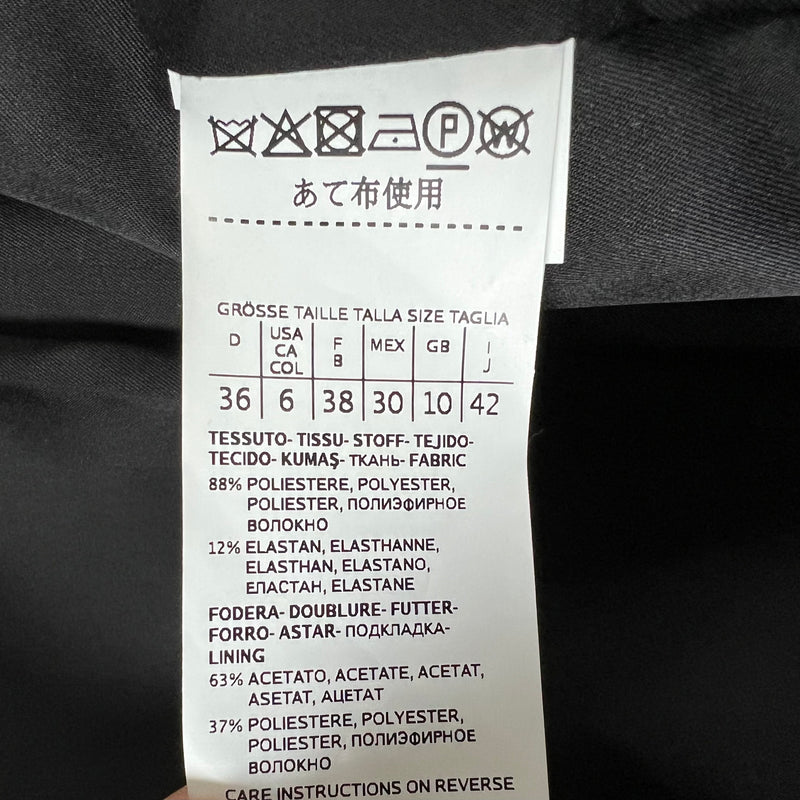 P W
あて布使用
GRÖSSE TAILLE TALLA SIZE TAGLIA
D USA CA COL F B MEX GB I J
36 6 38 30 10 42
TESSUTO- TISSU- STOFF- TEJIDO-
TECIDO- KUMAŞ- ТКАНЬ- FABRIC
88% POLIESTERE, POLYESTER,
POLIESTER, ПОЛИЭФИРНОЕ
ВОЛОКНО
12% ELASTAN, ELASTHANNE,
ELASTHAN, ELASTANO,
ЕЛАСТАН, ELASTANE
FODERA- DOUBLURE- FUTTER-
FORRO- ASTAR- ПОДКЛАДКА-
LINING
63% ACETATO, ACETATE, ACETAT,
ASETAT, АЦЕТАТ
37% POLIESTERE, POLYESTER,
POLIESTER, ПОЛИЭФИРНОЕ
ВОЛОКНО
CARE INSTRUCTIONS ON REVERSE